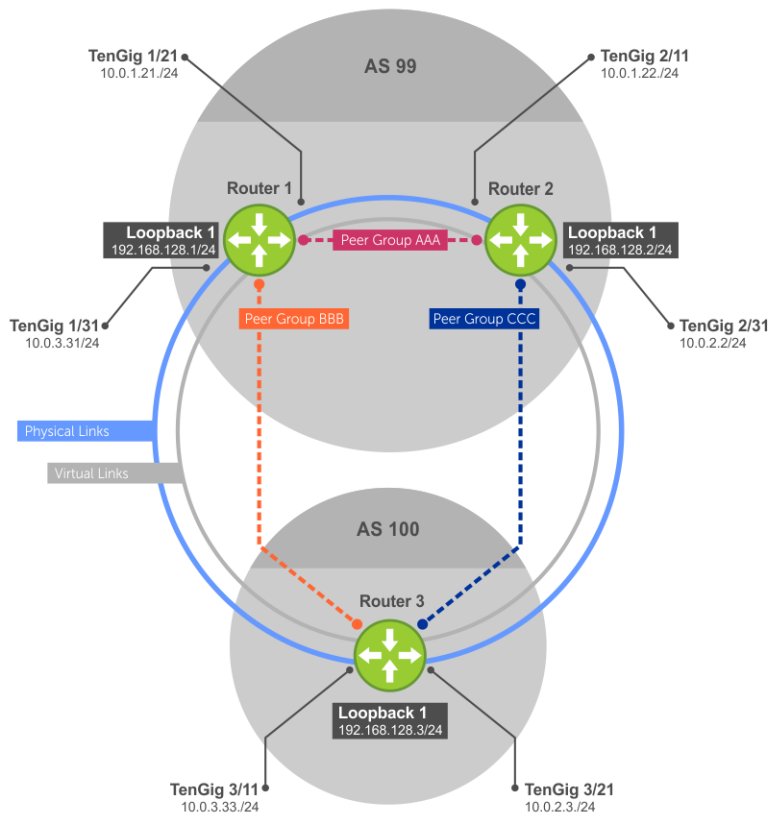 AS 99
TenGig 1/21
10.0.1.21./24
TenGig 2/11
10.0.1.22./24
Router 1
Router 2
Loopback 1
192.168.128.1/24
Peer Group AAA
Loopback 1
192.168.128.2/24
TenGig 1/31
10.0.3.31/24
Peer Group BBB
Peer Group CCC
TenGig 2/31
10.0.2.2/24
Physical Links
Virtual Links
AS 100
Router 3
Loopback 1
192.168.128.3/24
TenGig 3/11
10.0.3.33./24
TenGig 3/21
10.0.2.3./24